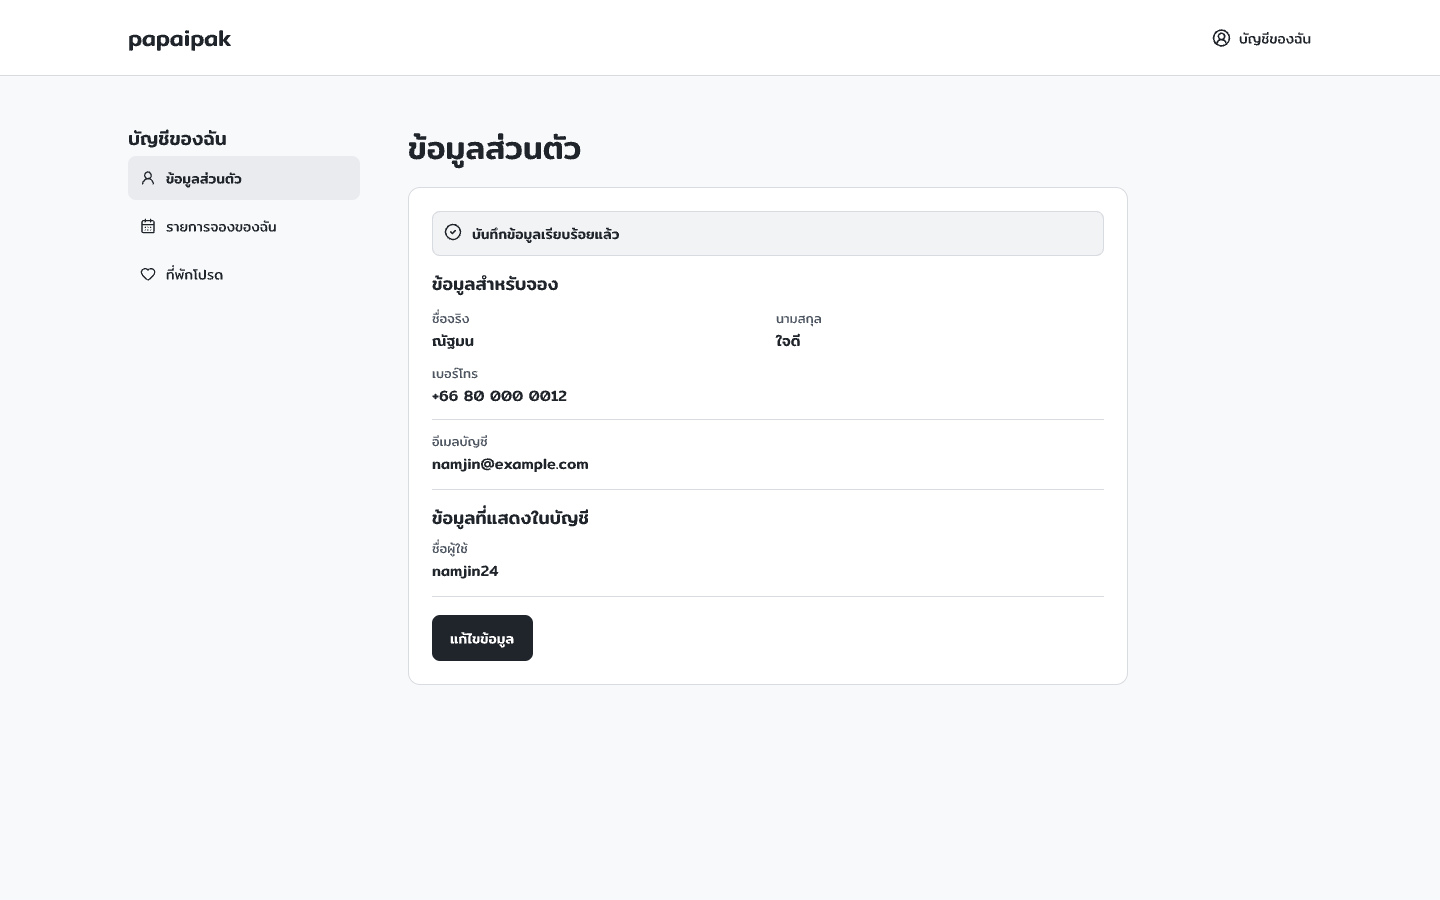 papaipak
บัญชีของฉัน
บัญชีของฉัน
ข้อมูลส่วนตัว
รายการจองของฉัน
ที่พักโปรด
ข้อมูลส่วนตัว
บันทึกข้อมูลเรียบร้อยแล้ว
ข้อมูลสำหรับจอง
ชื่อจริง
ณัฐมน
นามสกุล
ใจดี
เบอร์โทร
+66 80 000 0012
อีเมลบัญชี
namjin@example.com
ข้อมูลที่แสดงในบัญชี
ชื่อผู้ใช้
namjin24
แก้ไขข้อมูล